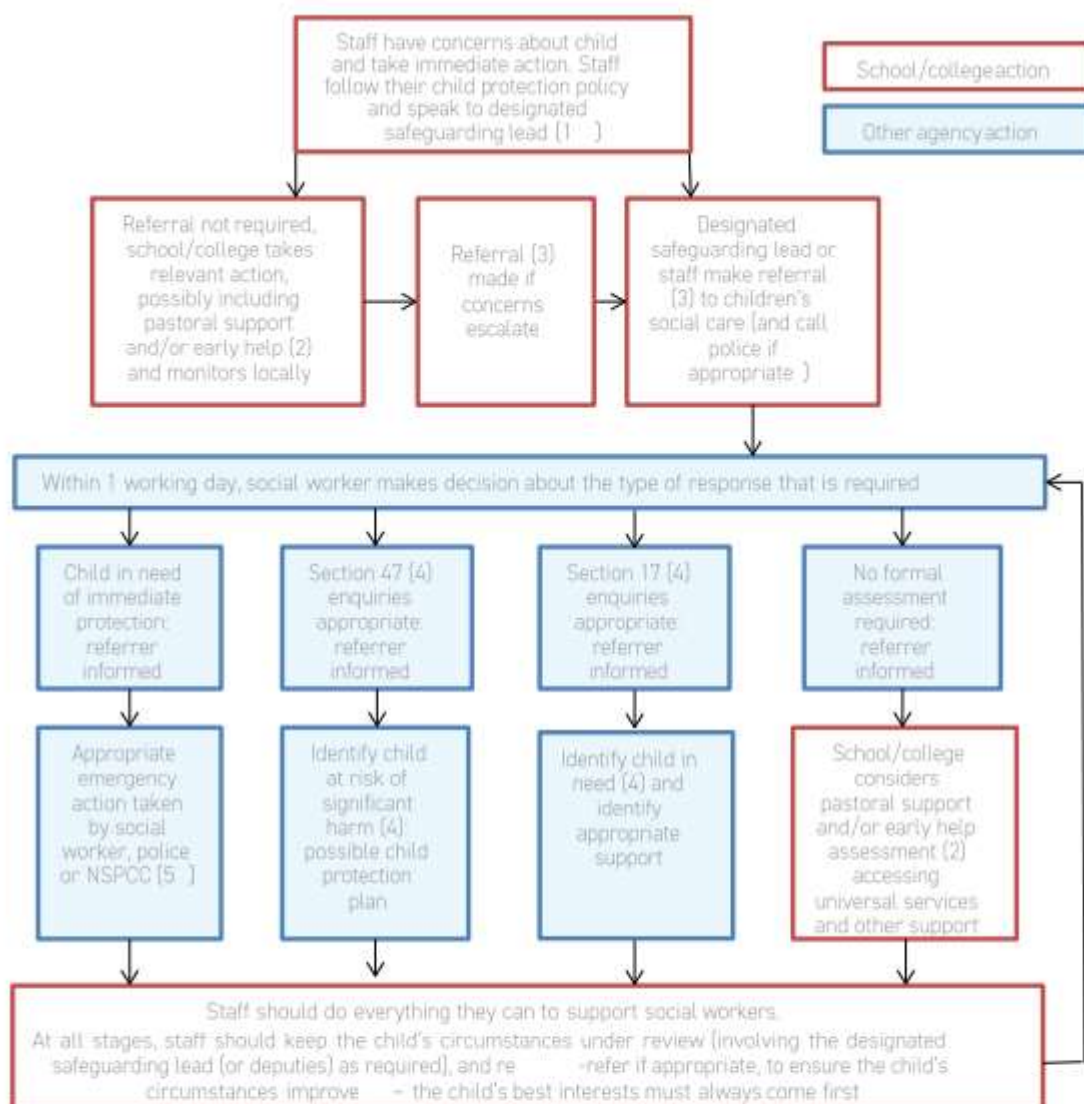 Staff have concerns about child
and take immediate action. Staff
follow their child protection policy
and speak to designated
safeguarding lead (1 )
School/college action
Other agency action
Referral not required,
school/college takes
relevant action,
possibly including
pastoral support
and/or early help (2)
and monitors locally
Referral (3)
made if
concerns
escalate
Designated
safeguarding lead or
staff make referral
(3) to children's
social care (and call
police if
appropriate )
Within 1 working day, social worker makes decision about the type of response that is required
Child in need
of immediate
protection:
referrer
informed
Section 47 (4)
enquiries
appropriate:
referrer
informed
Section 17 (4)
enquiries
appropriate:
referrer
informed
No formal
assessment
required:
referrer
informed
Appropriate
emergency
action taken
by social
worker, police
or NSPCC (5 )
Identify child
at risk of
significant
harm (4):
possible child
protection
plan
Identify child in
need (4) and
identify
appropriate
support
School/college
considers
pastoral support
and/or early help
assessment (2)
accessing
universal services
and other support
Staff should do everything they can to support social workers.
At all stages, staff should keep the child's circumstances under review (involving the designated
safeguarding lead (or deputies) as required), and re -refer if appropriate, to ensure the child's
circumstances improve – the child's best interests must always come first